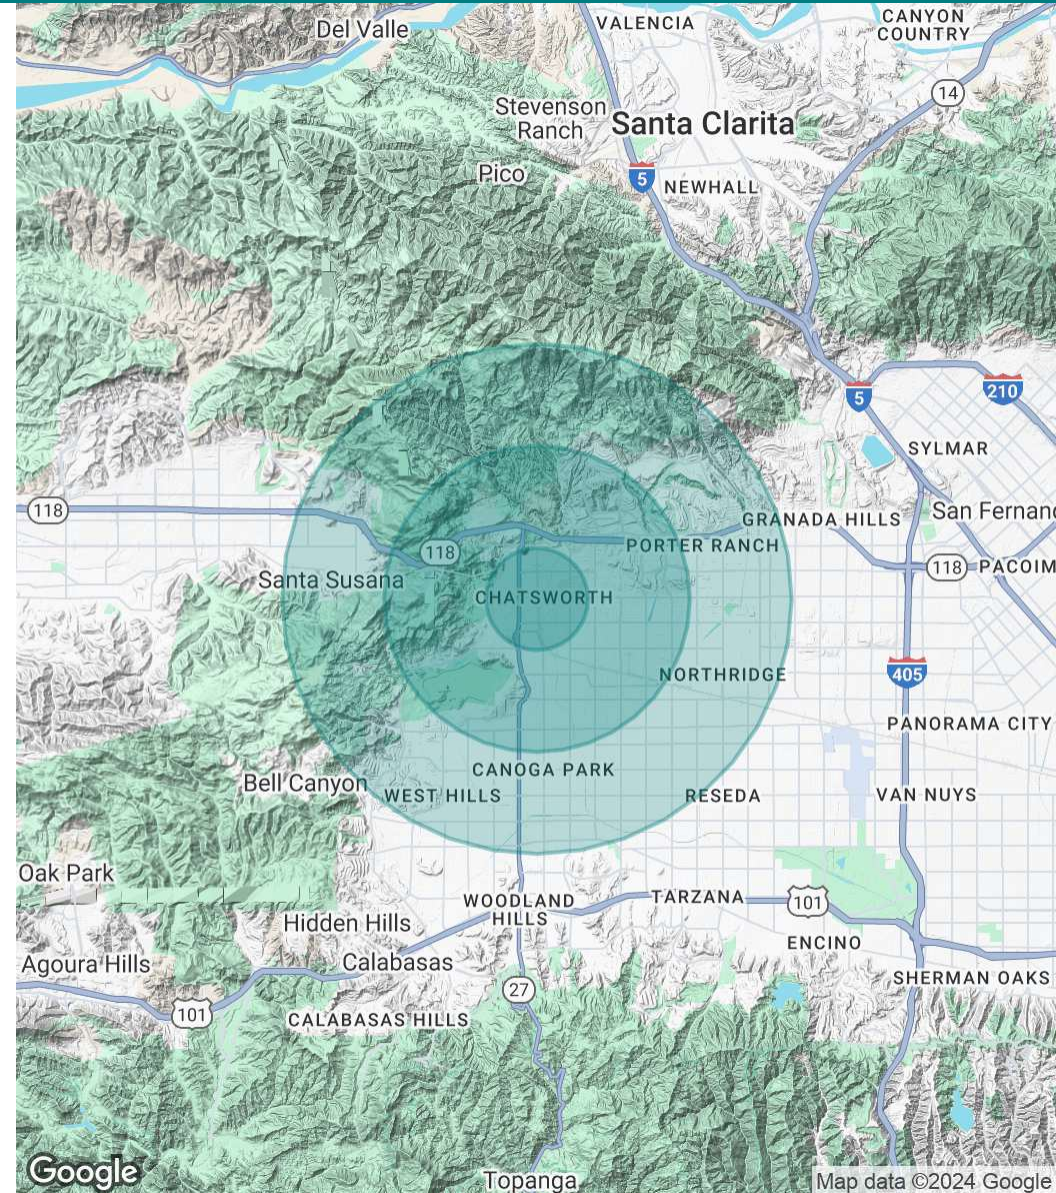 Del Valle
VALENCIA
CANYON
COUNTRY
14
Stevenson
Ranch
Santa Clarita
Pico
5
NEWHALL
5
210
SYLMAR
118
GRANADA HILLS
San Fernand
PORTER RANCH
118
118
PACOIM
Santa Susana
CHATSWORTH
NORTHRIDGE
405
PANORAMA CITY
CANOGA PARK
Bell Canyon
WEST HILLS
RESEDA
VAN NUYS
Oak Park
WOODLAND
HILLS
TARZANA
101
Hidden Hills
ENCINO
Agoura Hills
Calabasas
SHERMAN OAKS
27
101
CALABASAS HILLS
Google
Topanga
Map data ©2024 Google